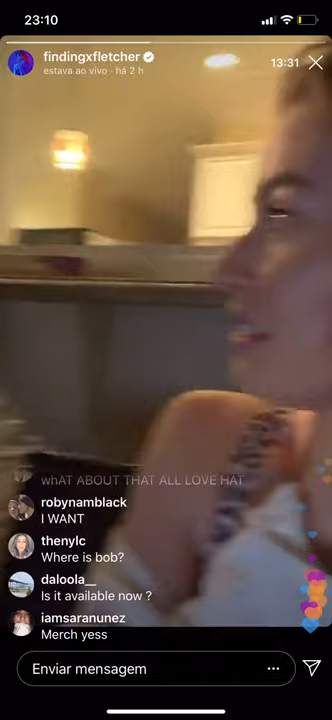 23:10
findingxfletcher
estava ao vivo · há 2 h
13:31
whAT ABOUT THAT ALL LOVE HAT
robynamblack
I WANT
thenylc
Where is bob?
daloola__
Is it available now ?
iamsaranunez
Merch yess
Enviar mensagem